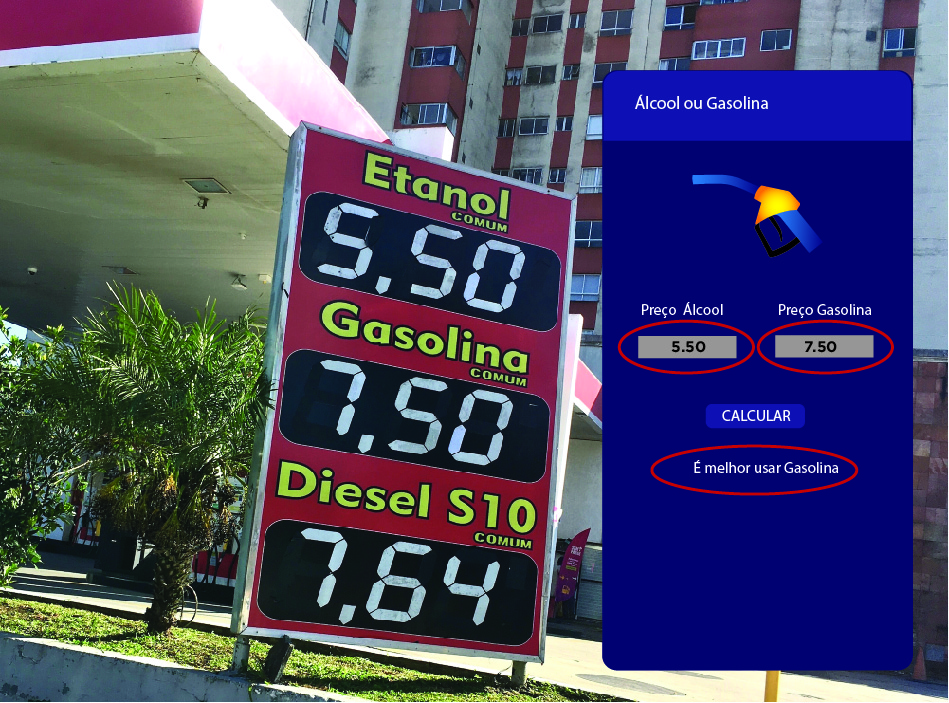 Etanol
COMUM
5,50
Gasolina
COMUM
7,50
Diesel S10
COMUM
7,64
Álcool ou Gasolina
Preço Álcool Preço Gasolina
5.50 7.50
CALCULAR
É melhor usar Gasolina